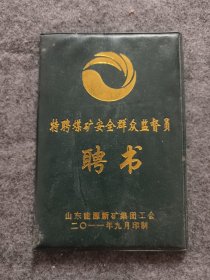 特聘煤矿安全群众监督员
聘书
山东能源新矿集团工会
二〇一一年九月印制